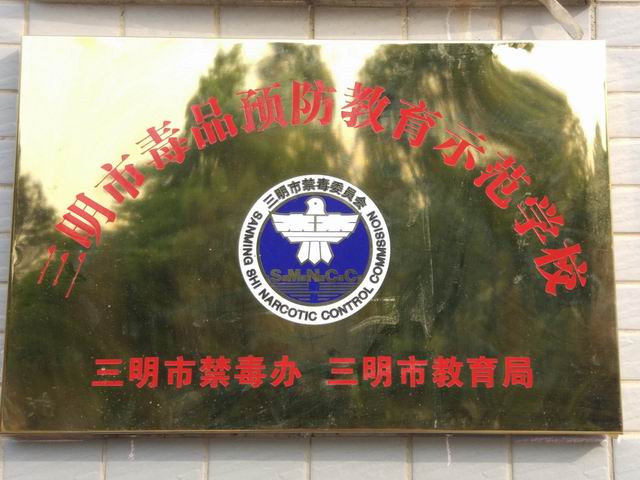 三明市毒品预防教育示范学校
三明市禁毒委员会
S.M.N.C.C.
SANMING SHI NARCOTIC CONTROL COMMSSION
三明市禁毒办 三明市教育局